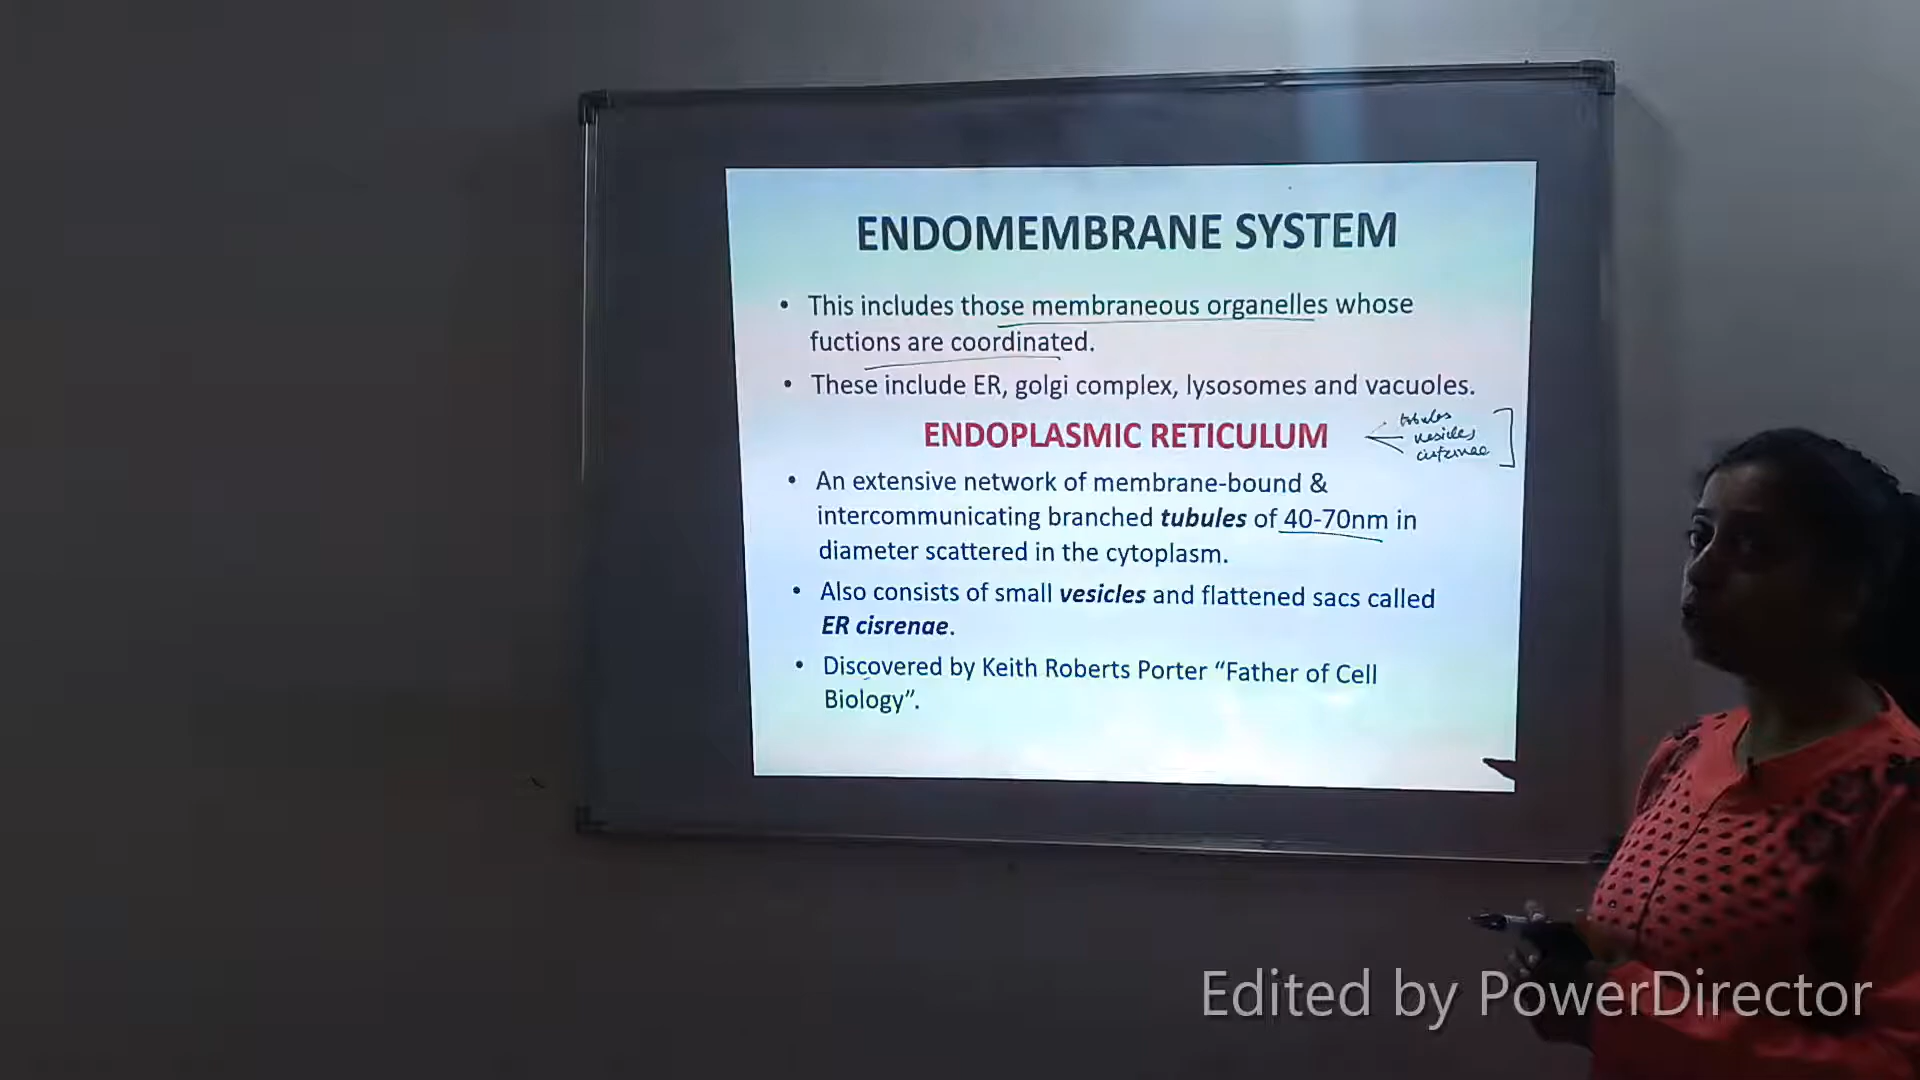 ENDOMEMBRANE SYSTEM
• This includes those membraneous organelles whose
fuctions are coordinated.
• These include ER, golgi complex, lysosomes and vacuoles.
ENDOPLASMIC RETICULUM
tubules
vesicles
cisternae
• An extensive network of membrane-bound &
intercommunicating branched tubules of 40-70nm in
diameter scattered in the cytoplasm.
• Also consists of small vesicles and flattened sacs called
ER cisrenae.
• Discovered by Keith Roberts Porter “Father of Cell
Biology”.
Edited by PowerDirector